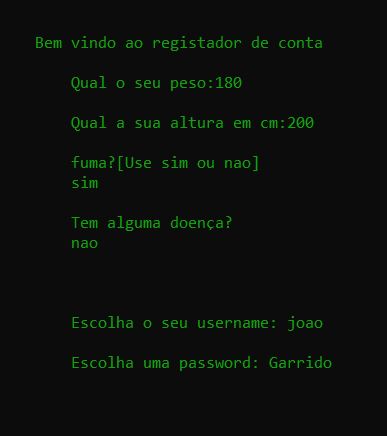 Bem vindo ao registador de conta
Qual o seu peso:180
Qual a sua altura em cm:200
fuma?[Use sim ou nao]
sim
Tem alguma doença?
nao
Escolha o seu username: joao
Escolha uma password: Garrido